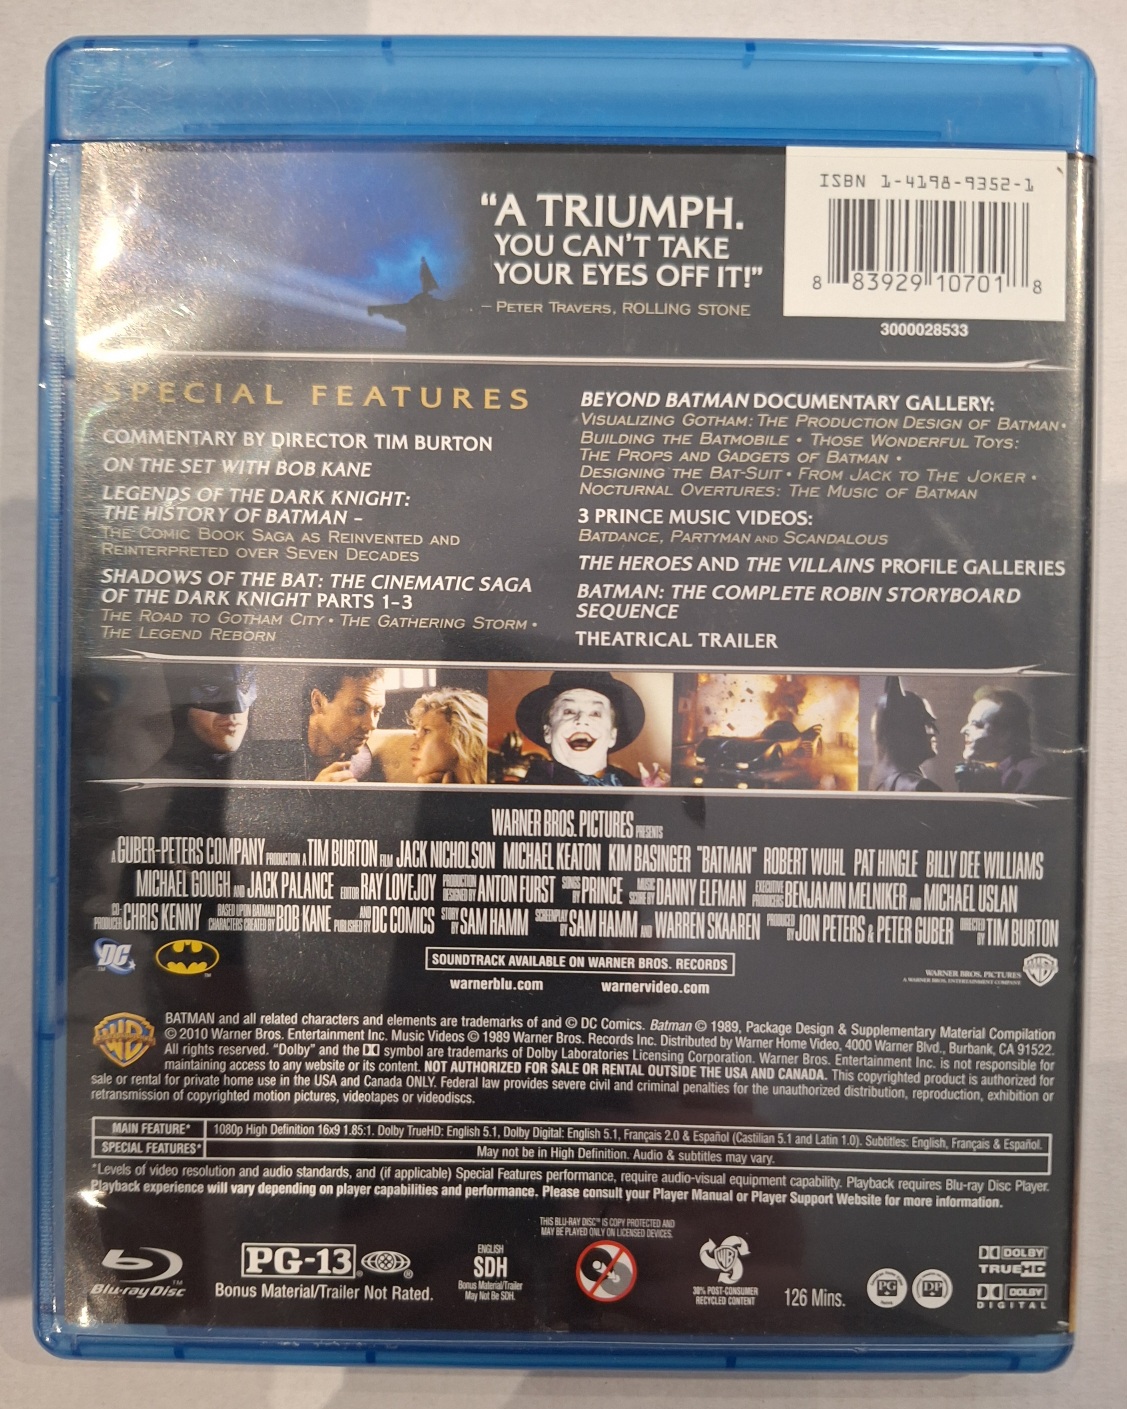 "A TRIUMPH.
YOU CAN'T TAKE
YOUR EYES OFF IT!"
– PETER TRAVERS, ROLLING STONE
ISBN 1-4198-9352-1
8 83929 10701 8
3000028533
SPECIAL FEATURES
COMMENTARY BY DIRECTOR TIM BURTON
ON THE SET WITH BOB KANE
LEGENDS OF THE DARK KNIGHT:
THE HISTORY OF BATMAN –
THE COMIC BOOK SAGA AS REINVENTED AND
REINTERPRETED OVER SEVEN DECADES
SHADOWS OF THE BAT: THE CINEMATIC SAGA
OF THE DARK KNIGHT PARTS 1–3
THE ROAD TO GOTHAM CITY • THE GATHERING STORM •
THE LEGEND REBORN
BEYOND BATMAN DOCUMENTARY GALLERY:
VISUALIZING GOTHAM: THE PRODUCTION DESIGN OF BATMAN •
BUILDING THE BATMOBILE • THOSE WONDERFUL TOYS:
THE PROPS AND GADGETS OF BATMAN •
DESIGNING THE BAT-SUIT • FROM JACK TO THE JOKER •
NOCTURNAL OVERTURES: THE MUSIC OF BATMAN
3 PRINCE MUSIC VIDEOS:
BATDANCE, PARTYMAN AND SCANDALOUS
THE HEROES AND THE VILLAINS PROFILE GALLERIES
BATMAN: THE COMPLETE ROBIN STORYBOARD
SEQUENCE
THEATRICAL TRAILER
WARNER BROS. PICTURES PRESENTS
A GUBER-PETERS COMPANY PRODUCTION A TIM BURTON FILM JACK NICHOLSON MICHAEL KEATON KIM BASINGER "BATMAN" ROBERT WUHL PAT HINGLE BILLY DEE WILLIAMS
MICHAEL GOUGH AND JACK PALANCE EDITOR RAY LOVEJOY PRODUCTION DESIGNED BY ANTON FURST SONGS BY PRINCE MUSIC SCORE BY DANNY ELFMAN EXECUTIVE PRODUCERS BENJAMIN MELNIKER AND MICHAEL USLAN
CO-PRODUCER CHRIS KENNY BASED UPON BATMAN CHARACTERS CREATED BY BOB KANE AND PUBLISHED BY DC COMICS STORY BY SAM HAMM SCREENPLAY BY SAM HAMM AND WARREN SKAAREN PRODUCED BY JON PETERS & PETER GUBER DIRECTED BY TIM BURTON
DC™
SOUNDTRACK AVAILABLE ON WARNER BROS. RECORDS
warnerblu.com warnervideo.com
WARNER BROS. PICTURES
A WARNER BROS. ENTERTAINMENT COMPANY
WB
WB
BATMAN and all related characters and elements are trademarks of and © DC Comics. Batman © 1989, Package Design & Supplementary Material Compilation
© 2010 Warner Bros. Entertainment Inc. Music Videos © 1989 Warner Bros. Records Inc. Distributed by Warner Home Video, 4000 Warner Blvd., Burbank, CA 91522.
All rights reserved. "Dolby" and the symbol are trademarks of Dolby Laboratories Licensing Corporation. Warner Bros. Entertainment Inc. is not responsible for
maintaining access to any website or its content. NOT AUTHORIZED FOR SALE OR RENTAL OUTSIDE THE USA AND CANADA. This copyrighted product is authorized for
sale or rental for private home use in the USA and Canada ONLY. Federal law provides severe civil and criminal penalties for the unauthorized distribution, reproduction, exhibition or
retransmission of copyrighted motion pictures, videotapes or videodiscs.
MAIN FEATURE* 1080p High Definition 16x9 1.85:1. Dolby TrueHD: English 5.1, Dolby Digital: English 5.1, Français 2.0 & Español (Castilian 5.1 and Latin 1.0). Subtitles: English, Français & Español.
SPECIAL FEATURES* May not be in High Definition. Audio & subtitles may vary.
*Levels of video resolution and audio standards, and (if applicable) Special Features performance, require audio-visual equipment capability. Playback requires Blu-ray Disc Player.
Playback experience will vary depending on player capabilities and performance. Please consult your Player Manual or Player Support Website for more information.
THIS BLU-RAY DISC™ IS COPY PROTECTED AND
MAY BE PLAYED ONLY ON LICENSED DEVICES.
Blu-ray Disc™
PG-13®
Bonus Material/Trailer Not Rated.
ENGLISH
SDH
Bonus Material/Trailer
May Not Be SDH.
WB
30% POST-CONSUMER
RECYCLED CONTENT
126 Mins.
PG
DP
DOLBY
TRUEHD
DOLBY
DIGITAL